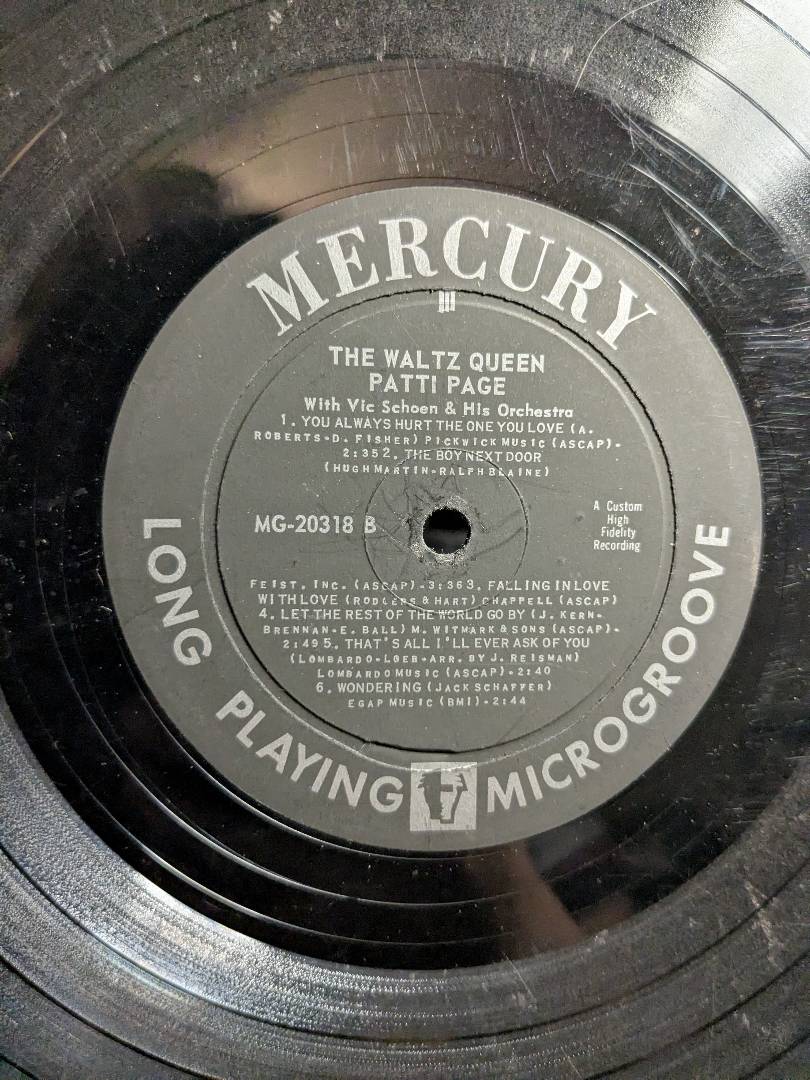 MERCURY
THE WALTZ QUEEN
PATTI PAGE
With Vic Schoen & His Orchestra
1. YOU ALWAYS HURT THE ONE YOU LOVE (A.
ROBERTS-D. FISHER) PICKWICK MUSIC (ASCAP)-
2:35 2. THE BOY NEXT DOOR
(HUGH MARTIN-RALPH BLAINE)
MG-20318 B
A Custom
High
Fidelity
Recording
FEIST, INC. (ASCAP)-3:36 3. FALLING IN LOVE
WITH LOVE (RODGERS & HART) CHAPPELL (ASCAP)
4. LET THE REST OF THE WORLD GO BY (J. KERN-
BRENNAN-E. BALL) M. WITMARK & SONS (ASCAP)-
2:49 5. THAT'S ALL I'LL EVER ASK OF YOU
(LOMBARDO-LOEB-ARR. BY J. REISMAN)
LOMBARDO MUSIC (ASCAP)-2:40
6. WONDERING (JACK SCHAFFER)
EGAP MUSIC (BMI)-2:44
LONG PLAYING MICROGROOVE